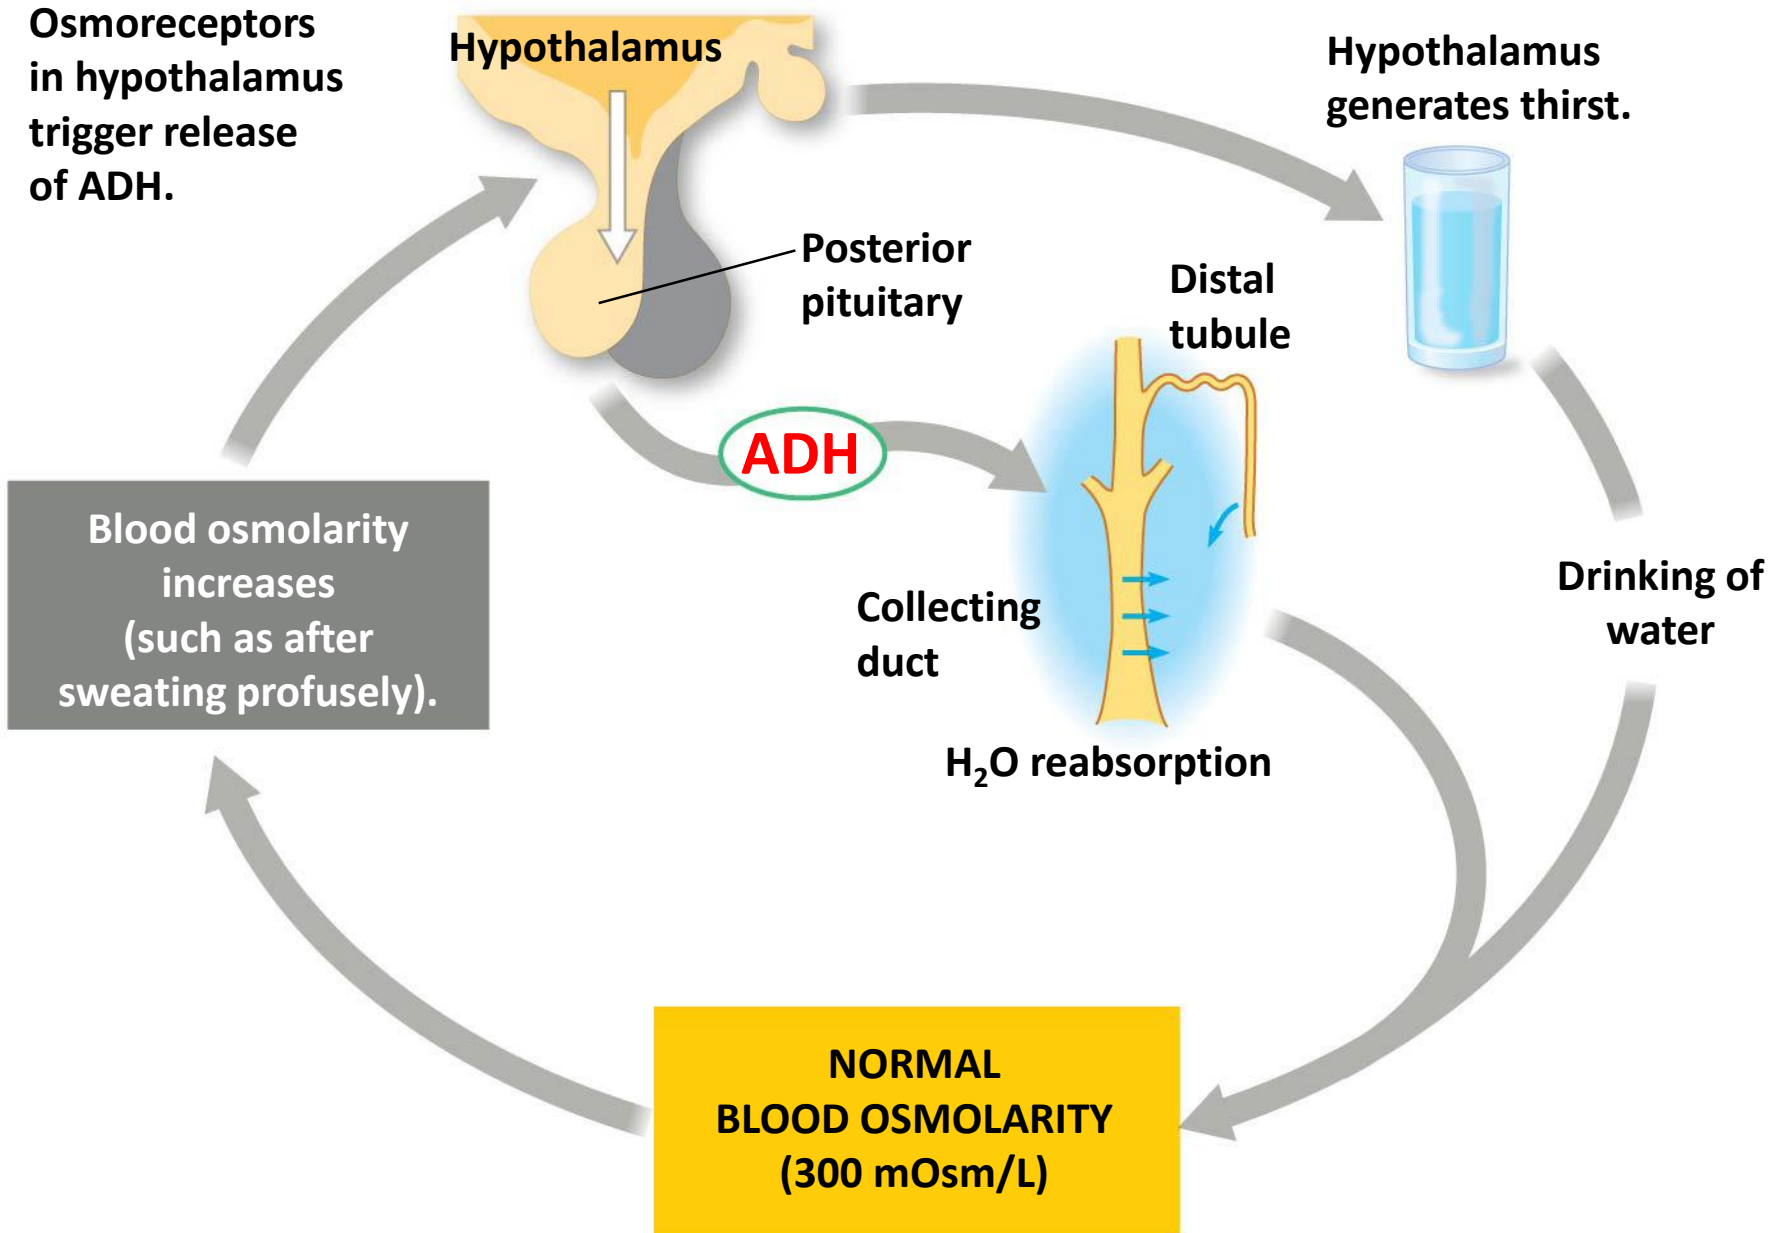 Osmoreceptors
in hypothalamus
trigger release
of ADH.
Hypothalamus
Hypothalamus
generates thirst.
Posterior
pituitary
Distal
tubule
ADH
Blood osmolarity
increases
(such as after
sweating profusely).
Collecting
duct
Drinking of
water
H₂O reabsorption
NORMAL
BLOOD OSMOLARITY
(300 mOsm/L)